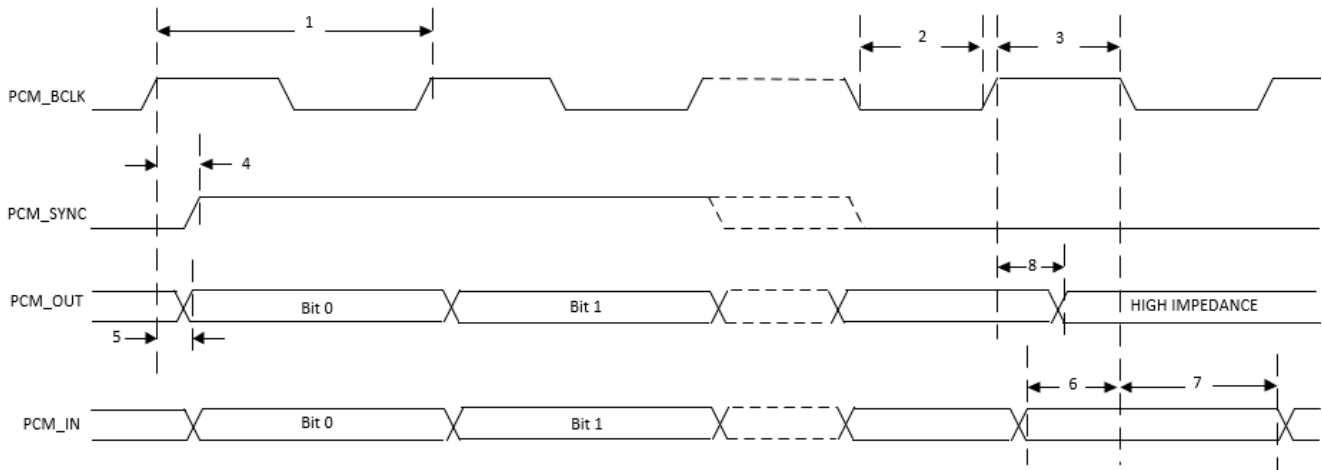 1
2
3
PCM_BCLK
4
PCM_SYNC
8
PCM_OUT
Bit 0
Bit 1
HIGH IMPEDANCE
5
6
7
PCM_IN
Bit 0
Bit 1